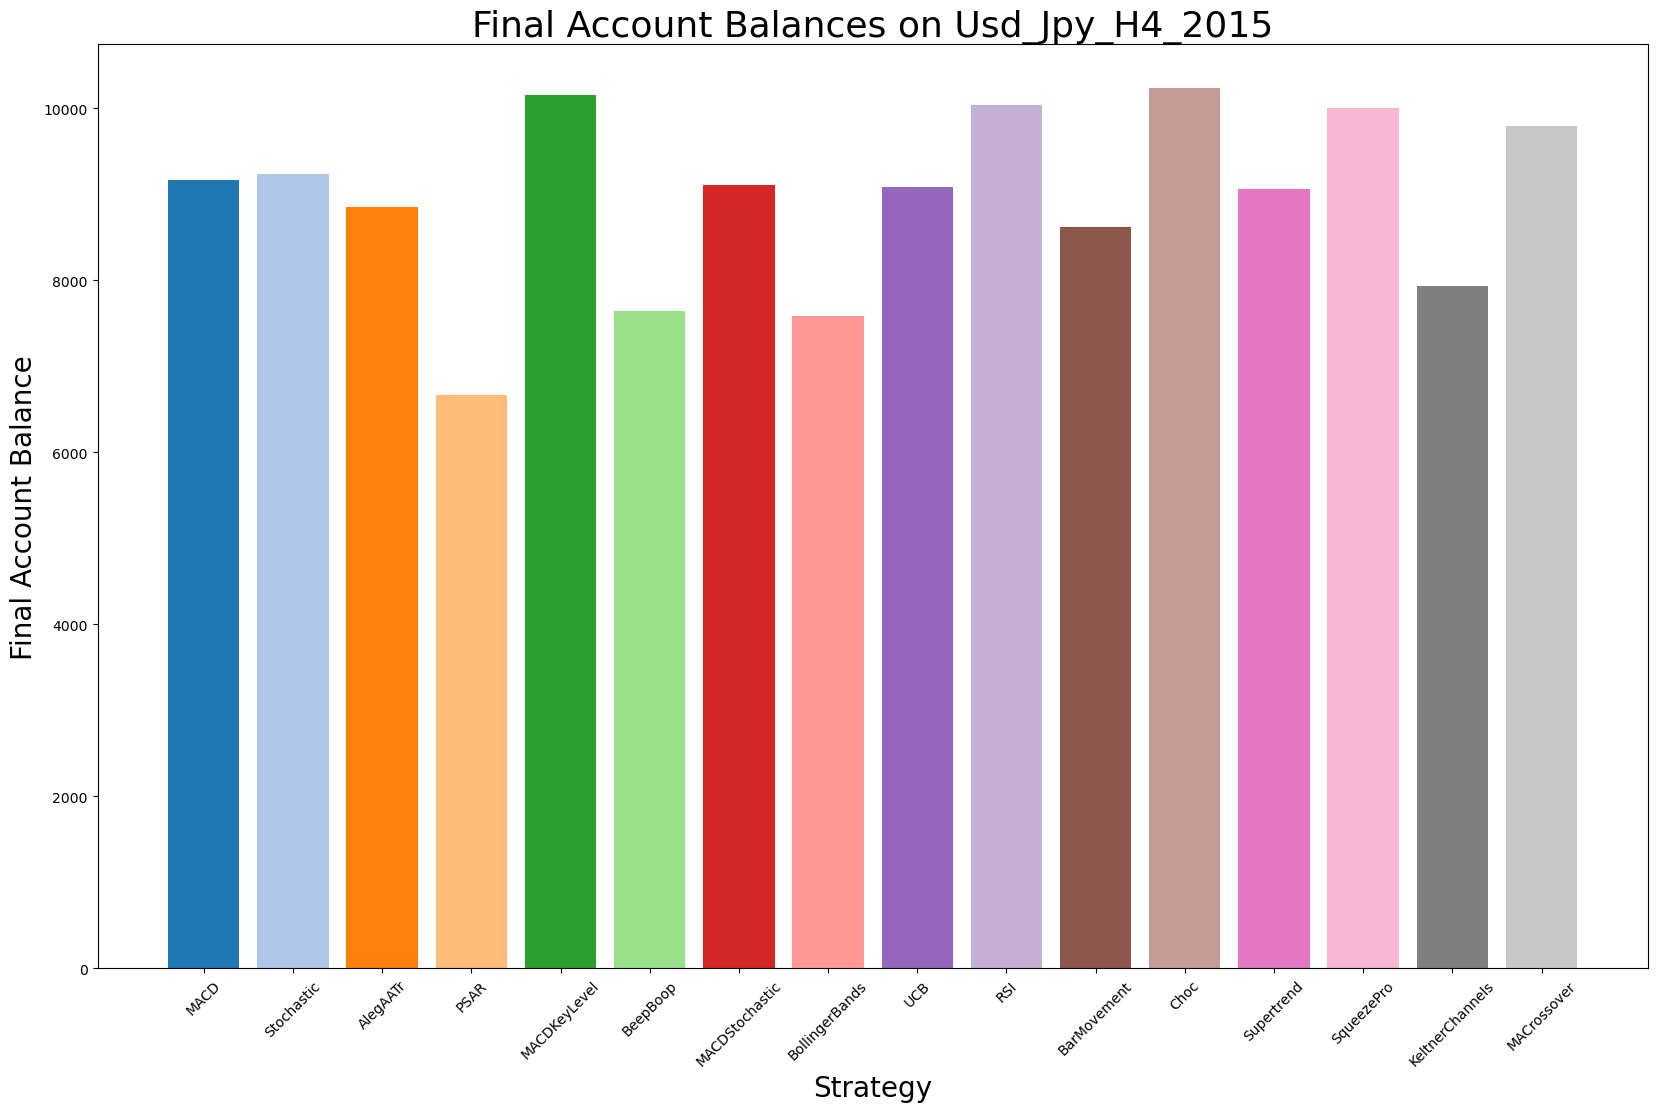 Final Account Balances on Usd_Jpy_H4_2015
Final Account Balance
10000
8000
6000
4000
2000
0
MACD
Stochastic
AlegAATr
PSAR
MACDKeyLevel
BeepBoop
MACDStochastic
BollingerBands
UCB
RSI
BarMovement
Choc
Supertrend
SqueezePro
KeltnerChannels
MACrossover
Strategy